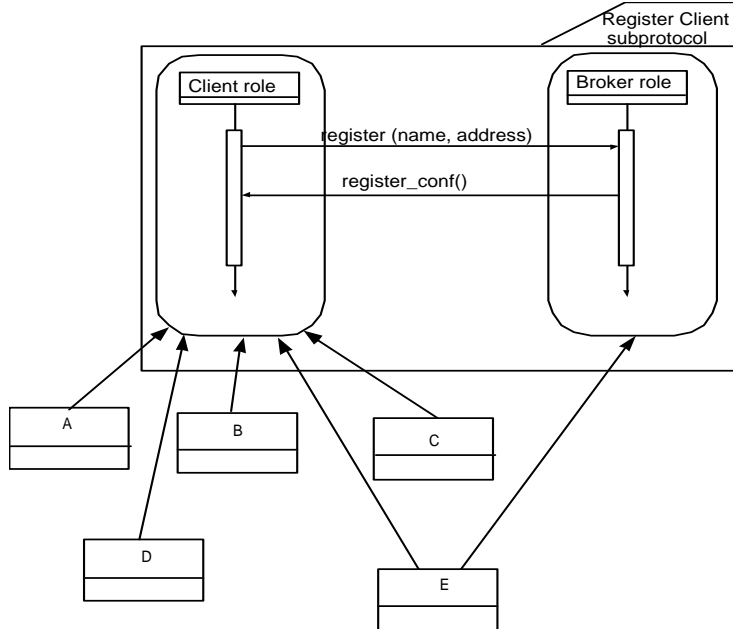 Register Client
subprotocol
Client role
Broker role
register (name, address)
register_conf()
A
B
C
D
E